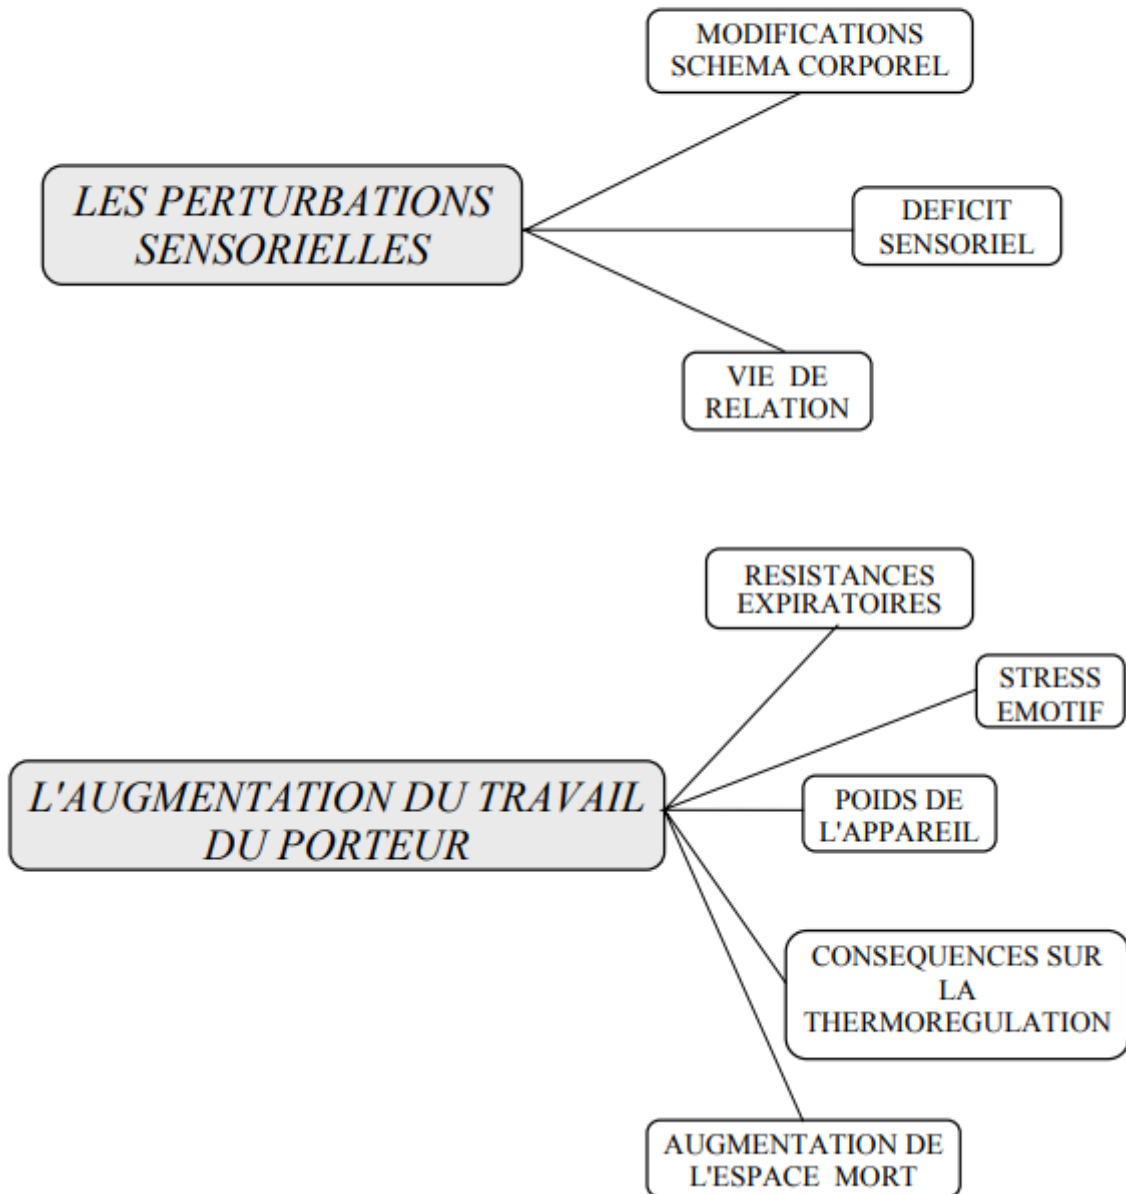 MODIFICATIONS
SCHEMA CORPOREL
LES PERTURBATIONS
SENSORIELLES
DEFICIT
SENSORIEL
VIE DE
RELATION
RESISTANCES
EXPIRATOIRES
STRESS
EMOTIF
L'AUGMENTATION DU TRAVAIL
DU PORTEUR
POIDS DE
L'APPAREIL
CONSEQUENCES SUR
LA
THERMOREGULATION
AUGMENTATION DE
L'ESPACE MORT